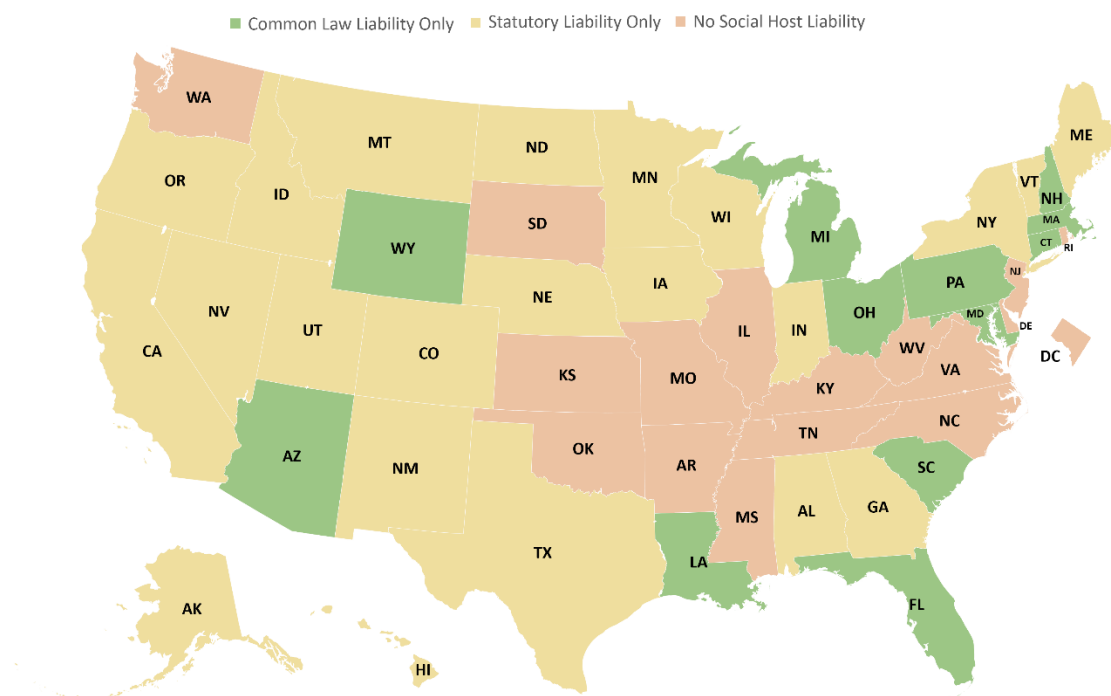 Common Law Liability Only Statutory Liability Only No Social Host Liability
WA
MT
ND
ME
OR
ID
MN
VT
NH
WI
NY
SD
MA
WY
MI
CT
RI
IA
NJ
PA
NE
NV
OH
MD
IL
IN
UT
DE
CA
CO
WV
DC
KS
MO
VA
KY
NC
TN
AZ
OK
AR
NM
SC
MS
AL
GA
TX
LA
FL
AK
HI